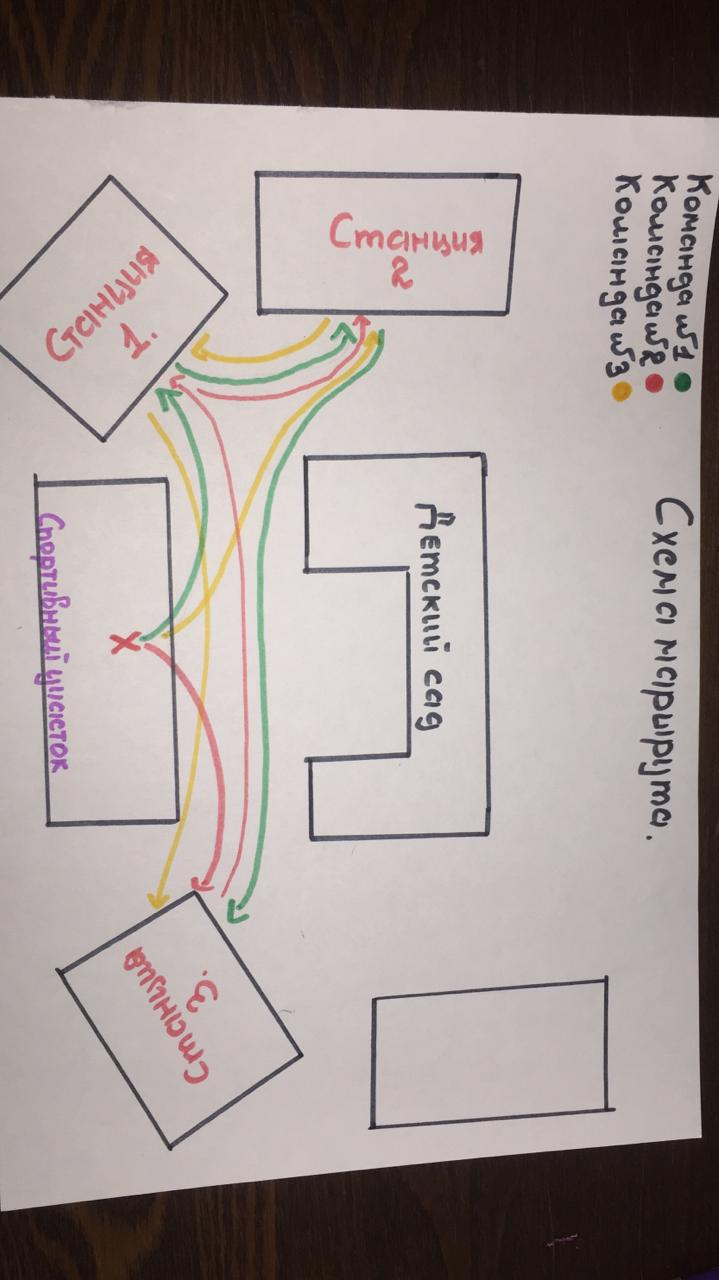 Схема маршрута.
Команда №1
Команда №2
Команда №3
Станция
2
Станция
1.
Детский сад
Спортивный участок
Станция
3.
х